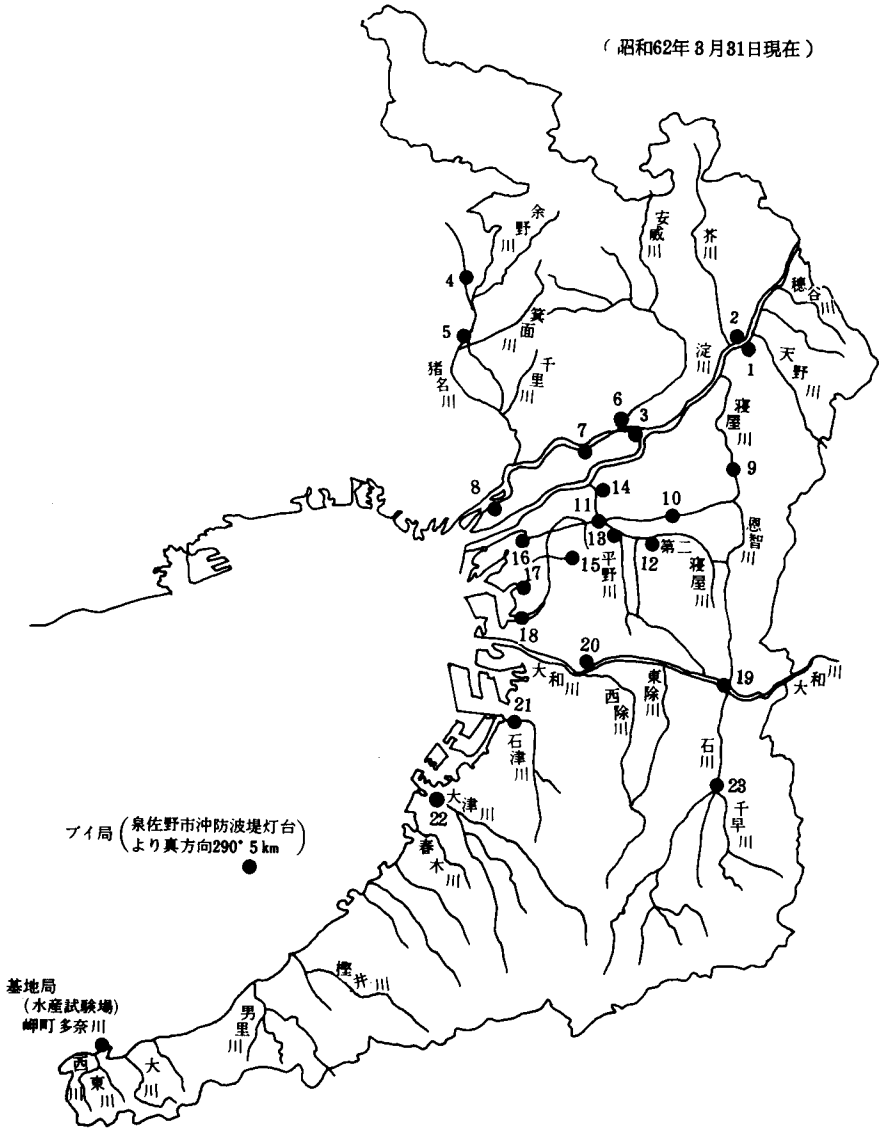 （昭和62年3月31日現在）
余野川
安威川
芥川
穂谷川
4
箕面川
2
5
淀川
1
天野川
猪名川
千里川
6
3
寝屋川
7
9
8
14
10
11
恩智川
13
第二
16
15
平野川
12
寝屋川
17
18
20
大和川
19
大和川
東除川
西除川
21
石津川
石川
23
大津川
千早川
22
ブイ局（泉佐野市沖防波堤灯台
より真方向290°5km）
春木川
樫井川
基地局
（水産試験場）
岬町多奈川
男里川
西川
東川
大川